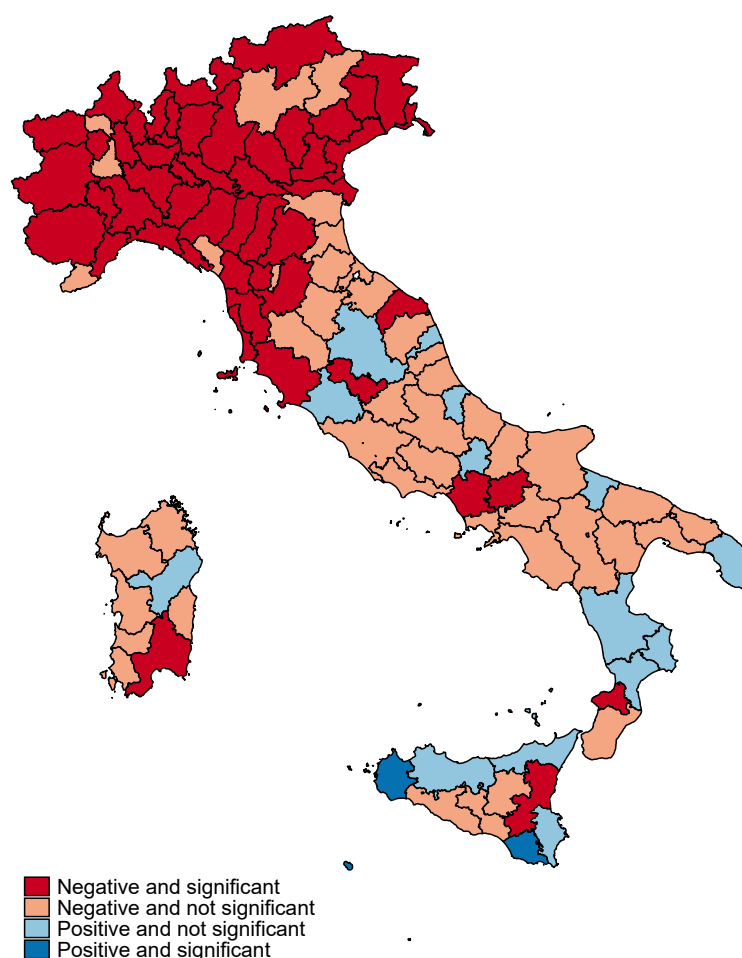 Negative and significant
Negative and not significant
Positive and not significant
Positive and significant